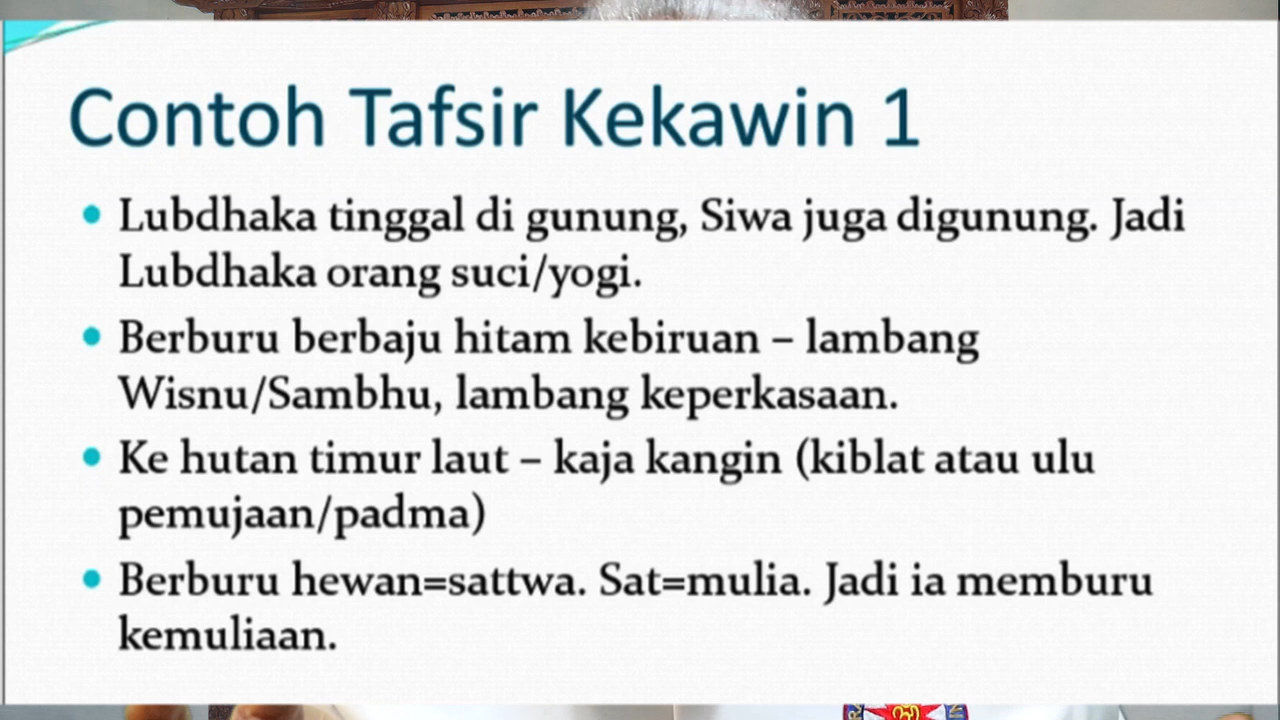 Contoh Tafsir Kekawin 1
• Lubdhaka tinggal di gunung, Siwa juga digunung. Jadi
Lubdhaka orang suci/yogi.
• Berburu berbaju hitam kebiruan – lambang
Wisnu/Sambhu, lambang keperkasaan.
• Ke hutan timur laut – kaja kangin (kiblat atau ulu
pemujaan/padma)
• Berburu hewan=sattwa. Sat=mulia. Jadi ia memburu
kemuliaan.